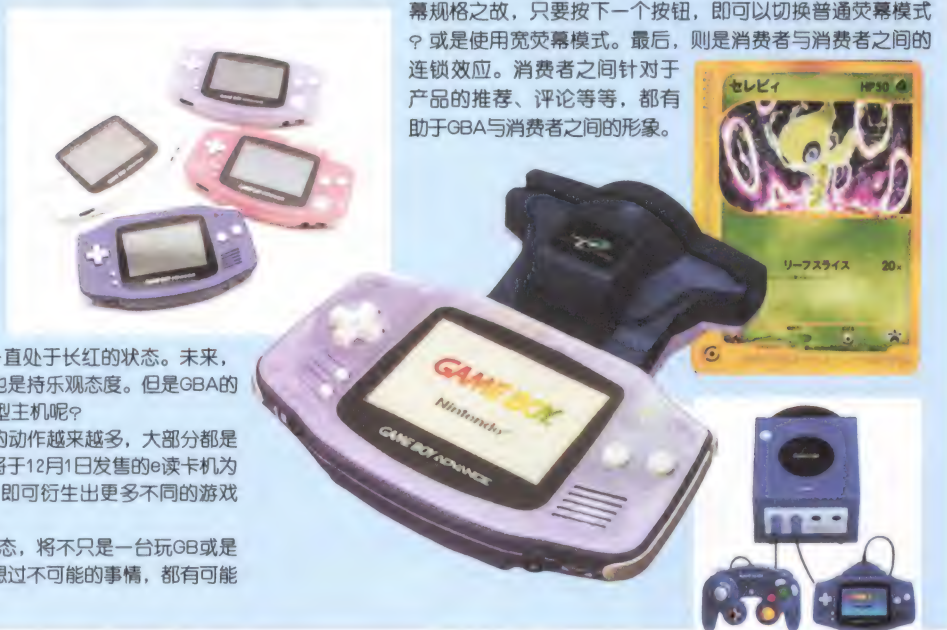 幕规格之故，只要按下一个按钮，即可以切换普通荧幕模式
？或是使用宽荧幕模式。最后，则是消费者与消费者之间的
连锁效应。消费者之间针对于
产品的推荐、评论等等，都有
助于GBA与消费者之间的形象。
セレビィ HP50
リーフスライス 20×
直处于长红的状态。未来，
也是持乐观态度。但是GBA的
型主机呢？
的动作越来越多，大部分都是
将于12月1日发售的e读卡机为
即可衍生出更多不同的游戏
态，将不只是一台玩GB或是
想过不可能的事情，都有可能
GAME BOY
Nintendo
GAME BOY ADVANCE